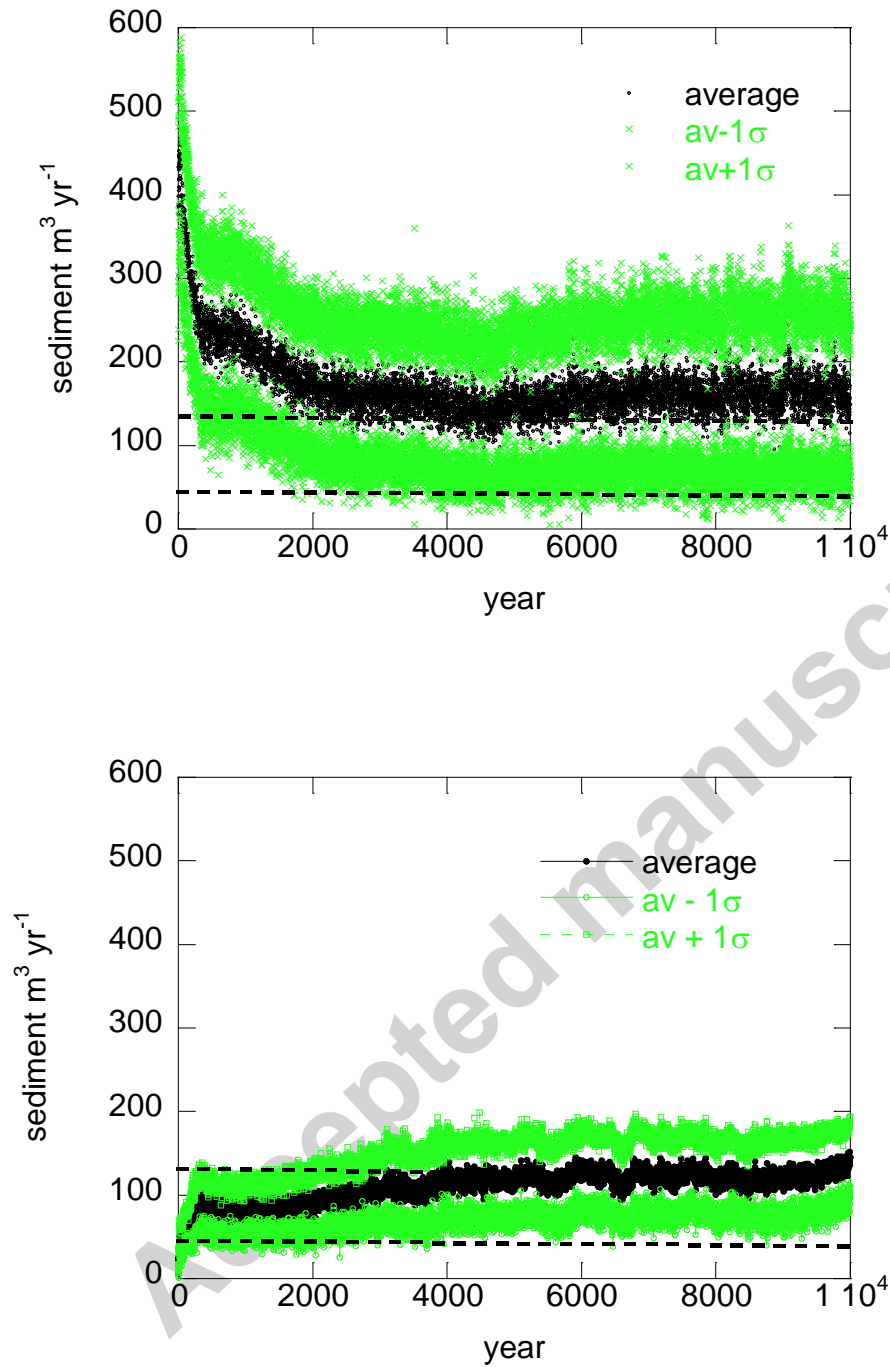 600
500
400
300
200
100
0
sediment m³ yr⁻¹
average
av-1σ
av+1σ
0 2000 4000 6000 8000 1 10⁴
year
600
500
400
300
200
100
0
sediment m³ yr⁻¹
average
av - 1σ
av + 1σ
0 2000 4000 6000 8000 1 10⁴
year
Accepted manusc